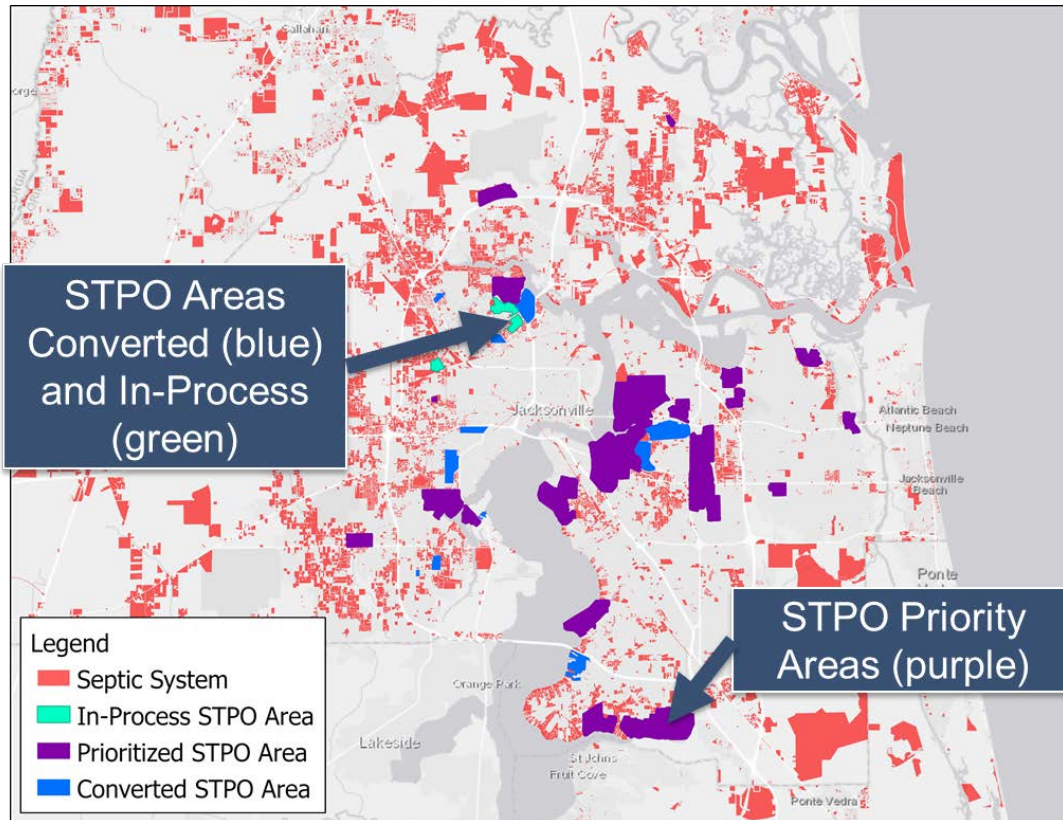 Callahan
GEORGIA
FLORIDA
STPO Areas
Converted (blue)
and In-Process
(green)
Jacksonville
Atlantic Beach
Neptune Beach
Jacksonville
Beach
Ponte
STPO Priority
Areas (purple)
Legend
Septic System
In-Process STPO Area
Prioritized STPO Area
Converted STPO Area
Orange Park
Lakeside
St Johns
Fruit Cove
Ponte Vedra